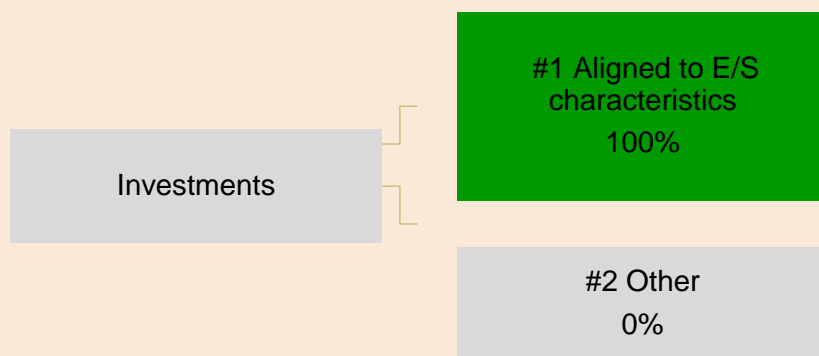 Investments
#1 Aligned to E/S
characteristics
100%
#2 Other
0%